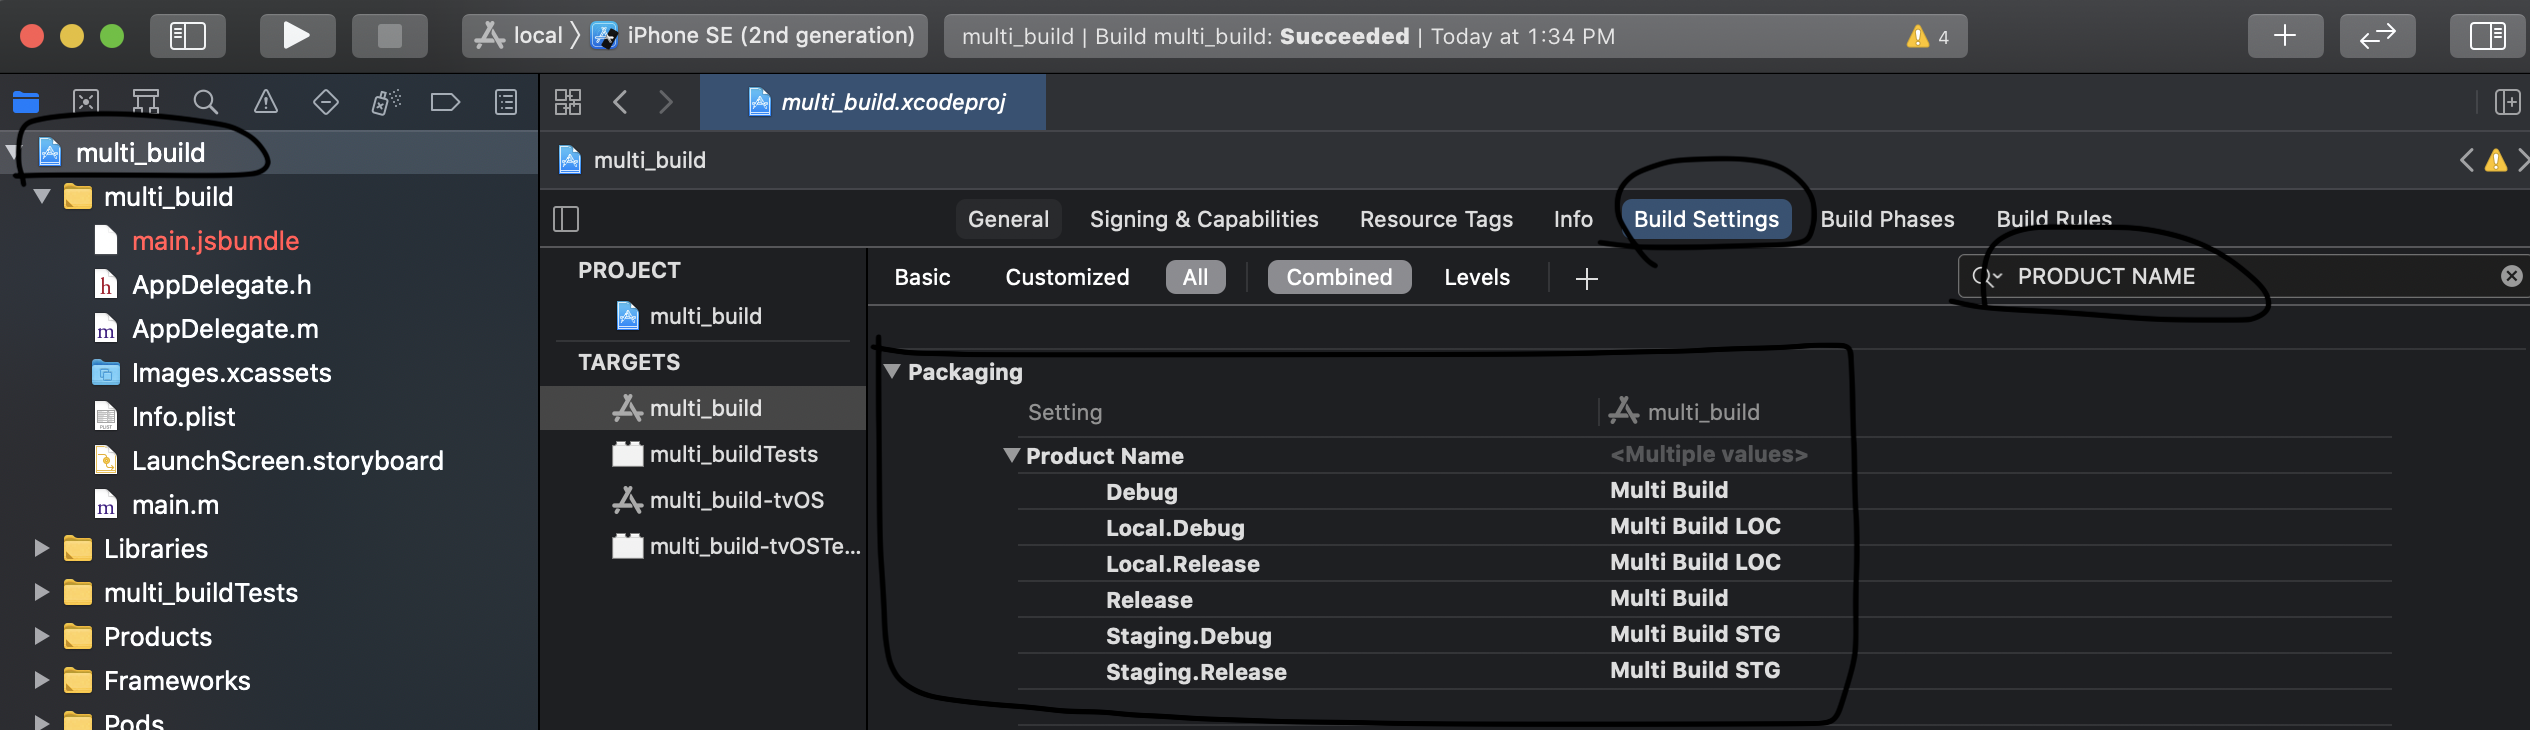 local 〉 iPhone SE (2nd generation)
multi_build | Build multi_build: Succeeded | Today at 1:34 PM
4
multi_build.xcodeproj
multi_build
multi_build
main.jsbundle
AppDelegate.h
AppDelegate.m
Images.xcassets
Info.plist
LaunchScreen.storyboard
main.m
Libraries
multi_buildTests
Products
Frameworks
Pods
multi_build
General Signing & Capabilities Resource Tags Info Build Settings Build Phases Build Rules
PROJECT
multi_build
TARGETS
multi_build
multi_buildTests
multi_build-tvOS
multi_build-tvOSTe...
Basic Customized All Combined Levels
PRODUCT NAME
Packaging
Setting multi_build
Product Name <Multiple values>
Debug Multi Build
Local.Debug Multi Build LOC
Local.Release Multi Build LOC
Release Multi Build
Staging.Debug Multi Build STG
Staging.Release Multi Build STG